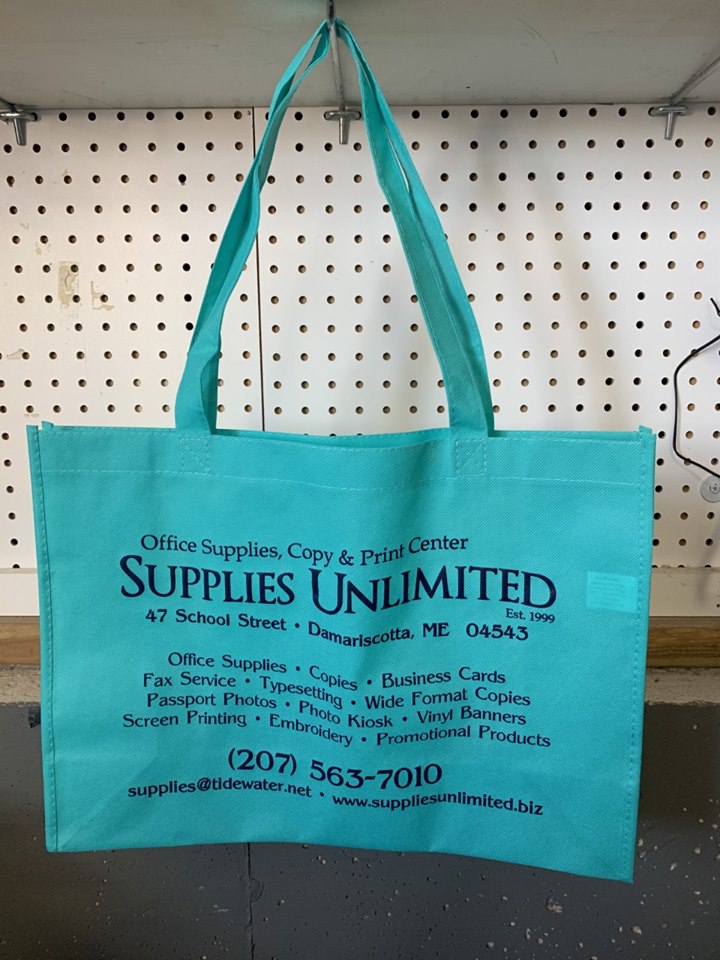 Office Supplies, Copy & Print Center
SUPPLIES UNLIMITED
Est. 1999
47 School Street • Damariscotta, ME 04543
Office Supplies • Copies • Business Cards
Fax Service • Typesetting • Wide Format Copies
Passport Photos • Photo Kiosk • Vinyl Banners
Screen Printing • Embroidery • Promotional Products
(207) 563-7010
supplies@tidewater.net • www.suppliesunlimited.biz